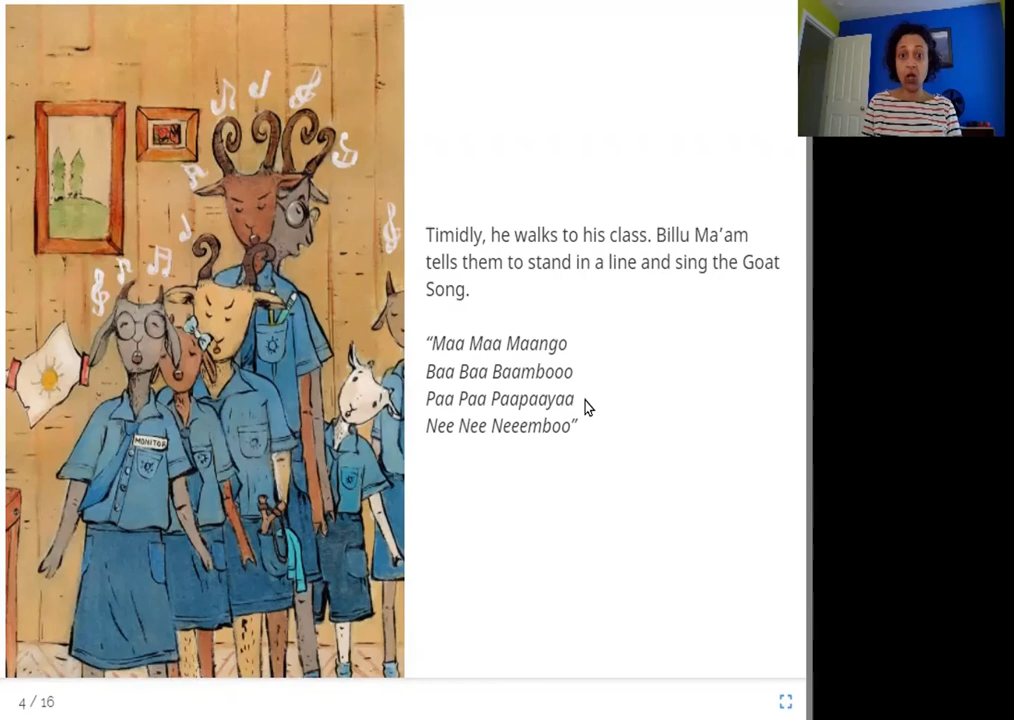 Timidly, he walks to his class. Billu Ma’am
tells them to stand in a line and sing the Goat
Song.
“Maa Maa Maango
Baa Baa Baambooo
Paa Paa Paapaayaa
Nee Nee Neeemboo”
MONITOR
4 / 16